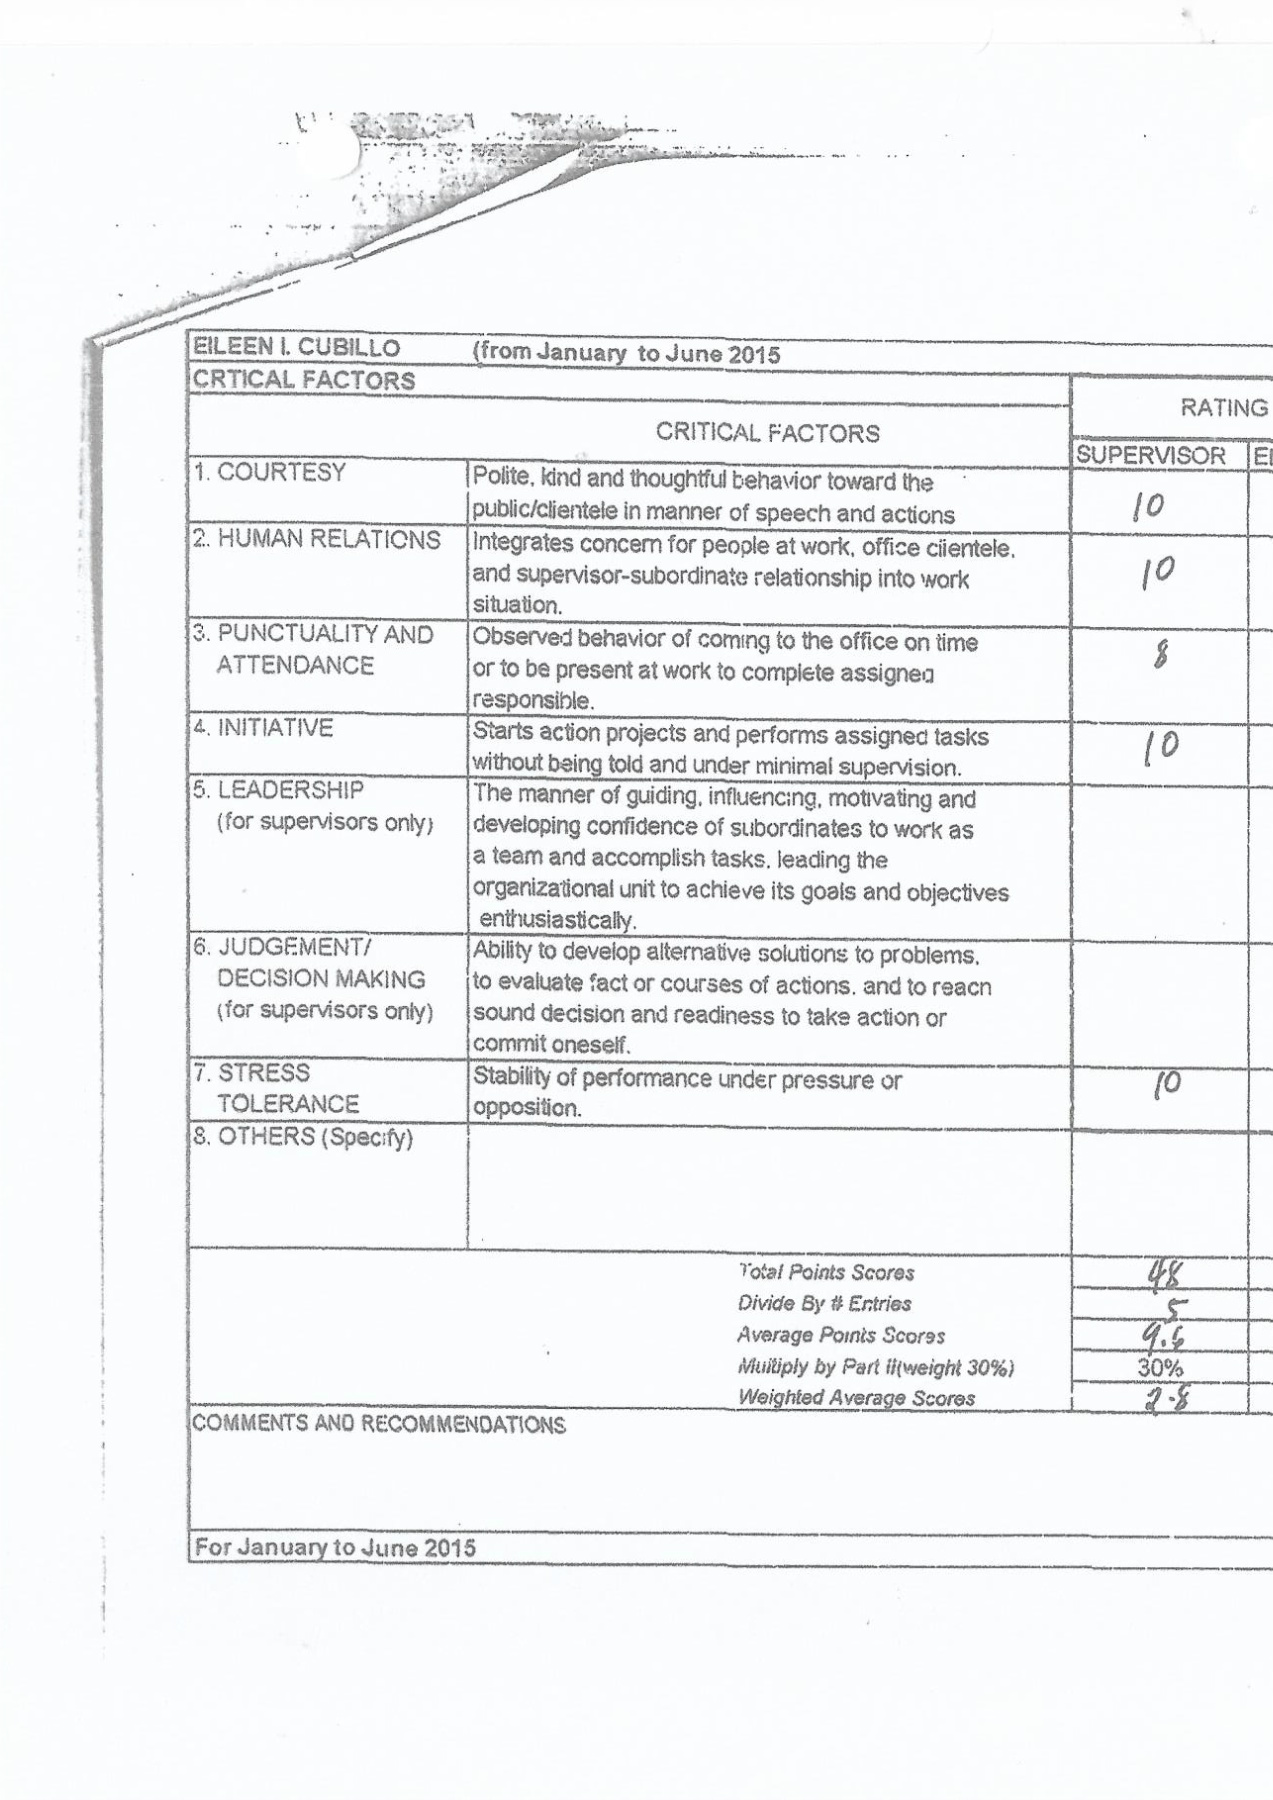 EILEEN I. CUBILLO (from January to June 2015
CRTICAL FACTORS
RATING
CRITICAL FACTORS
SUPERVISOR
1. COURTESY Polite, kind and thoughtful behavior toward the
public/clientele in manner of speech and actions
10
2. HUMAN RELATIONS Integrates concern for people at work, office clientele,
and supervisor-subordinate relationship into work
situation.
10
3. PUNCTUALITY AND Observed behavior of coming to the office on time
ATTENDANCE or to be present at work to complete assigned
responsible.
8
4. INITIATIVE Starts action projects and performs assigned tasks
without being told and under minimal supervision.
10
5. LEADERSHIP The manner of guiding, influencing, motivating and
(for supervisors only) developing confidence of subordinates to work as
a team and accomplish tasks, leading the
organizational unit to achieve its goals and objectives
enthusiastically.
6. JUDGEMENT/ Ability to develop alternative solutions to problems,
DECISION MAKING to evaluate fact or courses of actions, and to reach
(for supervisors only) sound decision and readiness to take action or
commit oneself.
7. STRESS Stability of performance under pressure or
TOLERANCE opposition.
10
8. OTHERS (Specify)
Total Points Scores 48
Divide By # Entries 5
Average Points Scores 9.6
Multiply by Part II(weight 30%) 30%
Weighted Average Scores 2.8
COMMENTS AND RECOMMENDATIONS
For January to June 2015